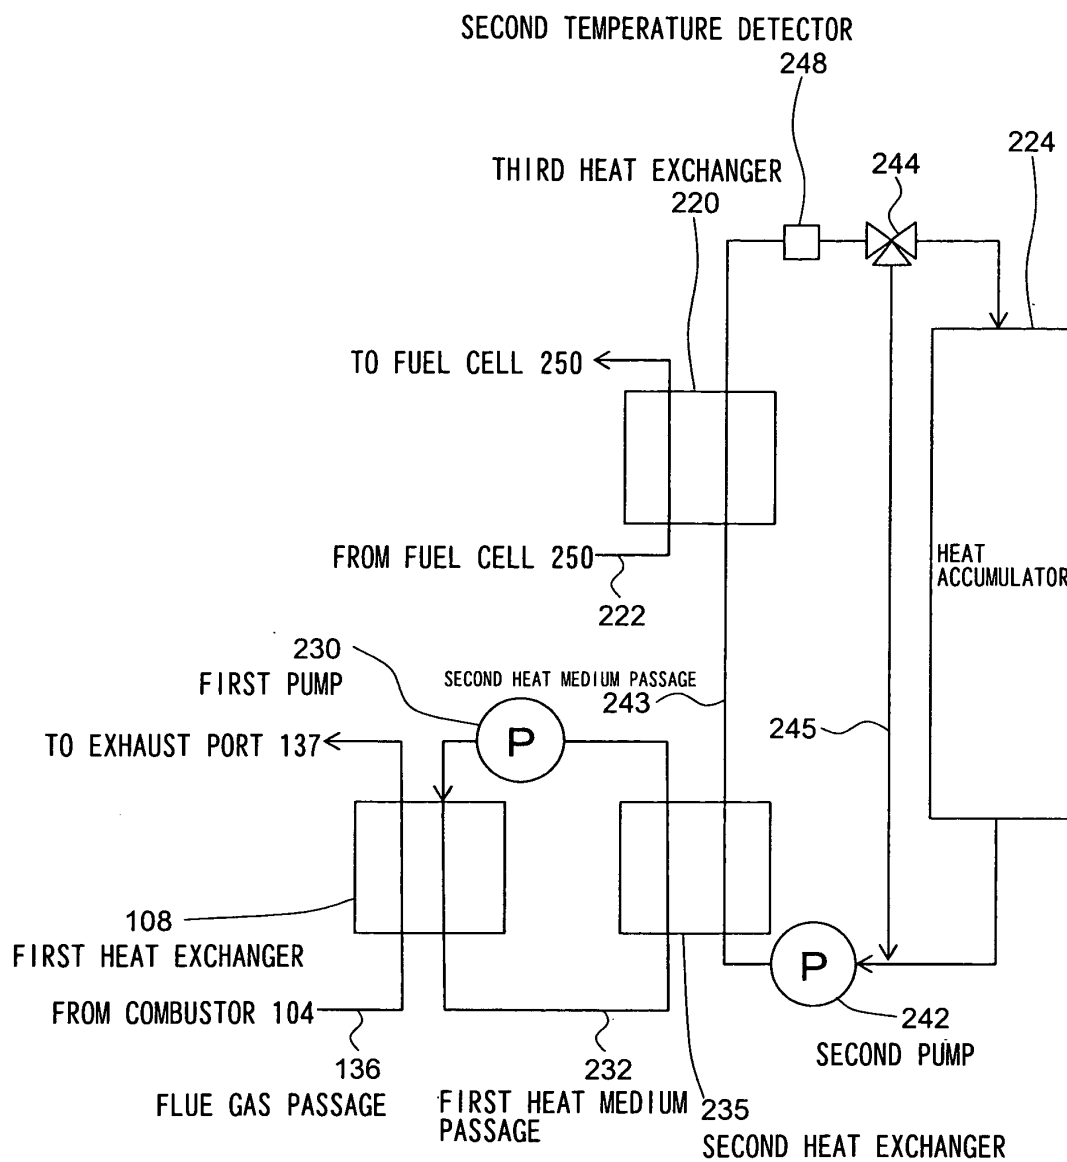 SECOND TEMPERATURE DETECTOR
248
224
244
THIRD HEAT EXCHANGER
220
TO FUEL CELL 250
FROM FUEL CELL 250
HEAT
ACCUMULATOR
222
230
FIRST PUMP
SECOND HEAT MEDIUM PASSAGE
243
245
P
TO EXHAUST PORT 137
108
FIRST HEAT EXCHANGER
P
FROM COMBUSTOR 104
242
SECOND PUMP
136
232
FLUE GAS PASSAGE
FIRST HEAT MEDIUM
PASSAGE
235
SECOND HEAT EXCHANGER